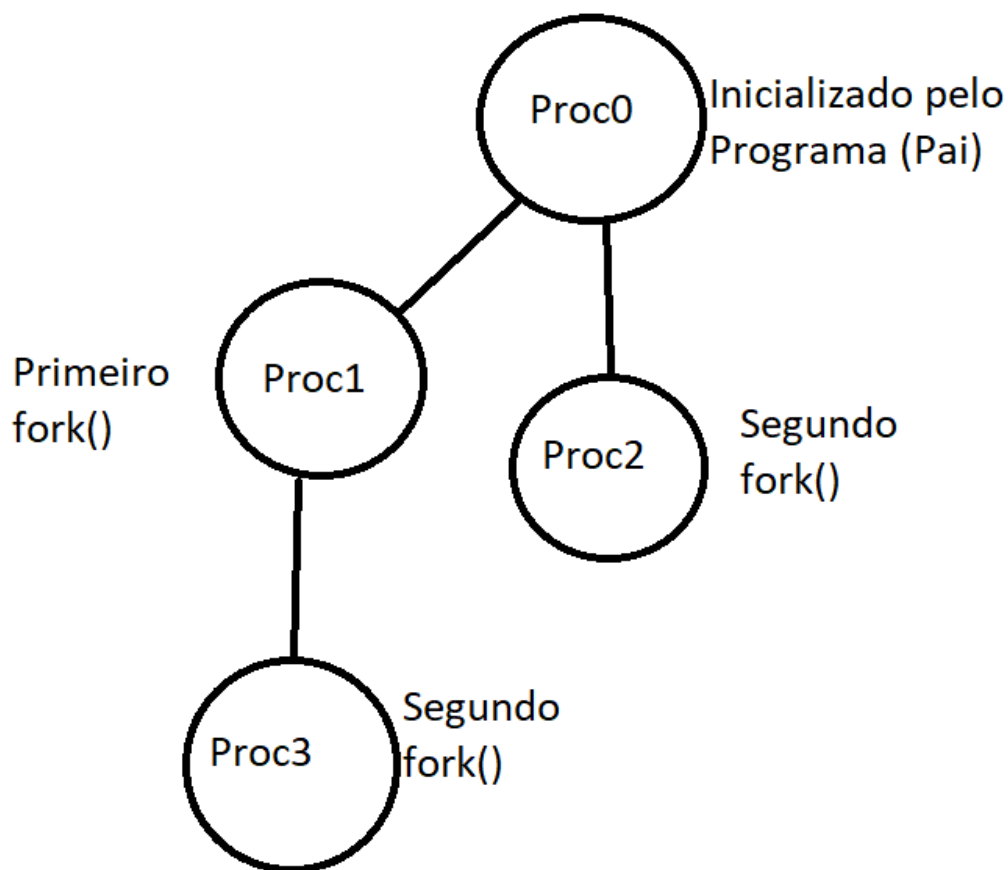 Proc0
Inicializado pelo
Programa (Pai)
Primeiro
fork()
Proc1
Proc2
Segundo
fork()
Proc3
Segundo
fork()